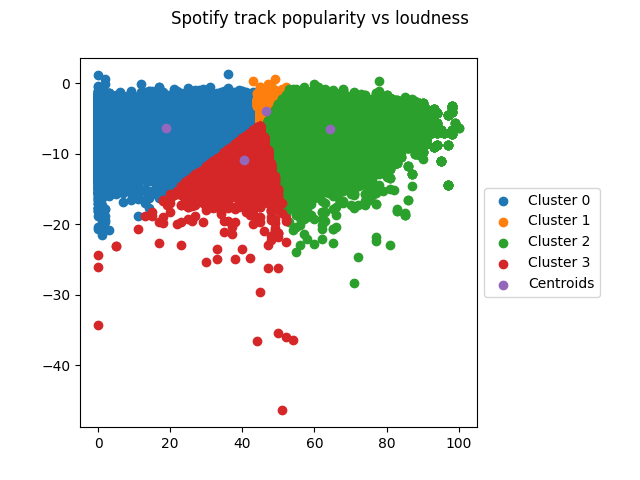 Spotify track popularity vs loudness
0
−10
−20
−30
−40
0
20
40
60
80
100
Cluster 0
Cluster 1
Cluster 2
Cluster 3
Centroids